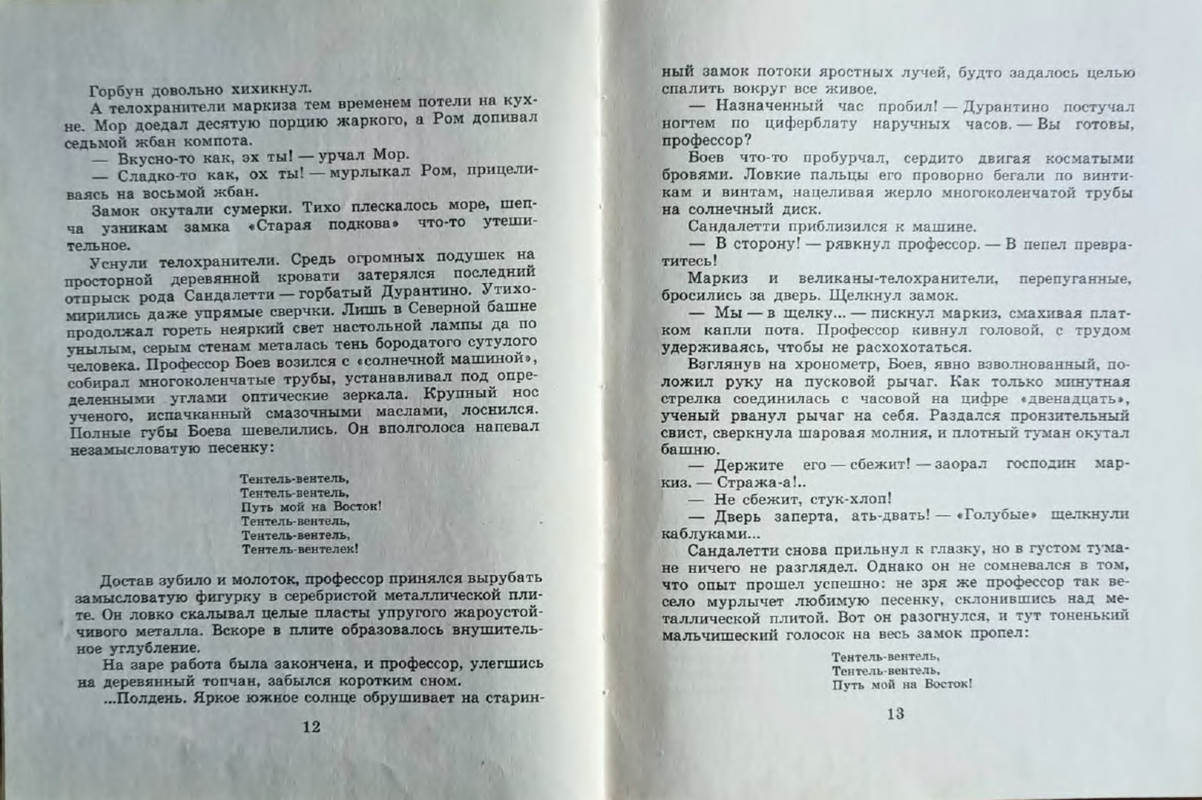 Горбун довольно хихикнул.
А телохранители маркиза тем временем потели на кух-
не. Мор доедал десятую порцию жаркого, а Ром допивал
седьмой жбан компота.
— Вкусно-то как, эх ты! — урчал Мор.
— Сладко-то как, ох ты! — мурлыкал Ром, прицели-
ваясь на восьмой жбан.
Замок окутали сумерки. Тихо плескалось море, шеп-
ча узникам замка «Старая подкова» что-то утеши-
тельное.
Уснули телохранители. Средь огромных подушек на
просторной деревянной кровати затерялся последний
отпрыск рода Сандалетти — горбатый Дурантино. Утихо-
мирились даже упрямые сверчки. Лишь в Северной башне
продолжал гореть неяркий свет настольной лампы да по
унылым, серым стенам металась тень бородатого сутулого
человека. Профессор Боев возился с «солнечной машиной»,
собирал многоколенчатые трубы, устанавливал под опре-
деленными углами оптические зеркала. Крупный нос
ученого, испачканный смазочными маслами, лоснился.
Полные губы Боева шевелились. Он вполголоса напевал
незамысловатую песенку:
Тентель-вентель,
Тентель-вентель,
Путь мой на Восток!
Тентель-вентель,
Тентель-вентель,
Тентель-вентелек!
Достав зубило и молоток, профессор принялся вырубать
замысловатую фигурку в серебристой металлической пли-
те. Он ловко скалывал целые пласты упругого жароустой-
чивого металла. Вскоре в плите образовалось внушитель-
ное углубление.
На заре работа была закончена, и профессор, улегшись
на деревянный топчан, забылся коротким сном.
...Полдень. Яркое южное солнце обрушивает на старин-
12
ный замок потоки яростных лучей, будто задалось целью
спалить вокруг все живое.
— Назначенный час пробил! — Дурантино постучал
ногтем по циферблату наручных часов. — Вы готовы,
профессор?
Боев что-то пробурчал, сердито двигая косматыми
бровями. Ловкие пальцы его проворно бегали по винти-
кам и винтам, нацеливая жерло многоколенчатой трубы
на солнечный диск.
Сандалетти приблизился к машине.
— В сторону! — рявкнул профессор. — В пепел превра-
титесь!
Маркиз и великаны-телохранители, перепуганные,
бросились за дверь. Щелкнул замок.
— Мы — в щелку... — пискнул маркиз, смахивая плат-
ком капли пота. Профессор кивнул головой, с трудом
удерживаясь, чтобы не расхохотаться.
Взглянув на хронометр, Боев, явно взволнованный, по-
ложил руку на пусковой рычаг. Как только минутная
стрелка соединилась с часовой на цифре «двенадцать»,
ученый рванул рычаг на себя. Раздался пронзительный
свист, сверкнула шаровая молния, и плотный туман окутал
башню.
— Держите его — сбежит! — заорал господин мар-
киз. — Стража-а!..
— Не сбежит, стук-хлоп!
— Дверь заперта, ать-двать! — «Голубые» щелкнули
каблуками...
Сандалетти снова прильнул к глазку, но в густом тума-
не ничего не разглядел. Однако он не сомневался в том,
что опыт прошел успешно: не зря же профессор так ве-
село мурлычет любимую песенку, склонившись над ме-
таллической плитой. Вот он разогнулся, и тут тоненький
мальчишеский голосок на весь замок пропел:
Тентель-вентель,
Тентель-вентель,
Путь мой на Восток!
13